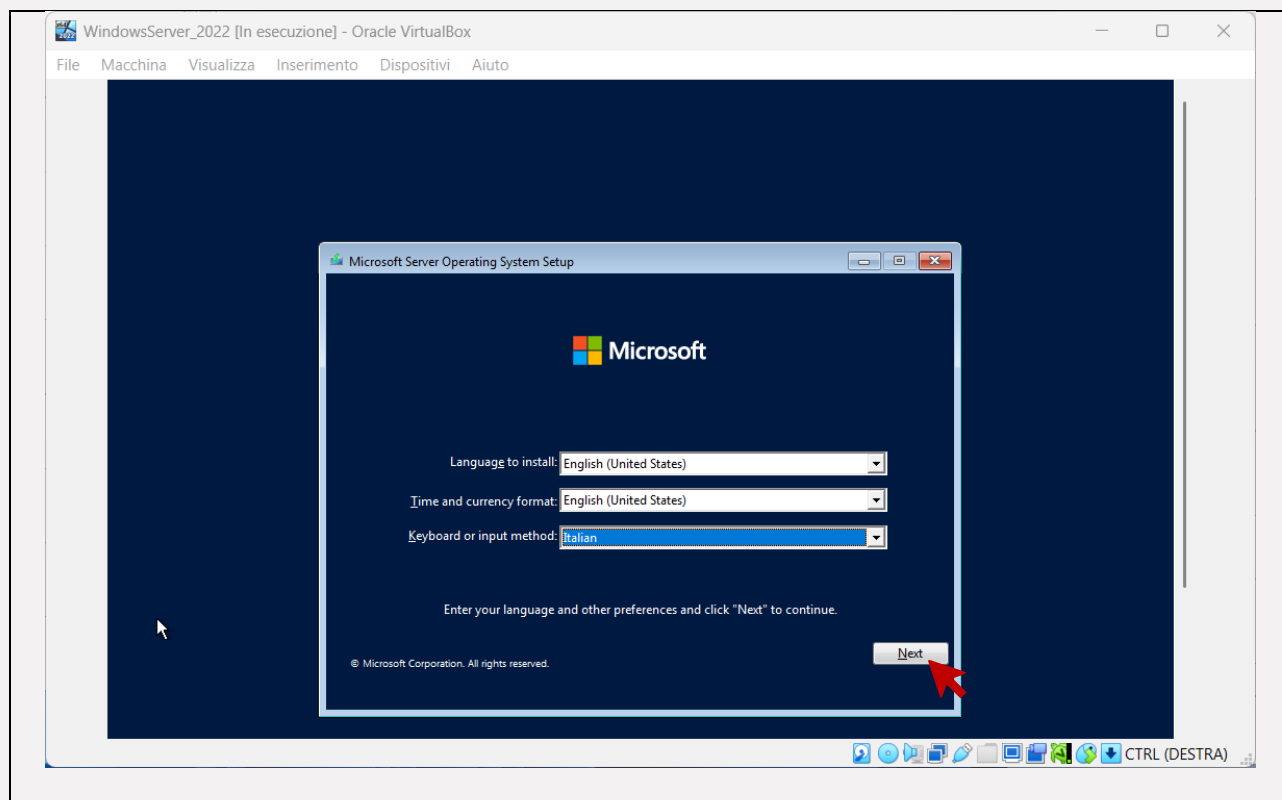 WindowsServer_2022 [In esecuzione] - Oracle VirtualBox
File Macchina Visualizza Inserimento Dispositivi Aiuto
Microsoft Server Operating System Setup
Microsoft
Language to install: English (United States)
Time and currency format: English (United States)
Keyboard or input method: Italian
Enter your language and other preferences and click "Next" to continue.
Next
© Microsoft Corporation. All rights reserved.
CTRL (DESTRA)